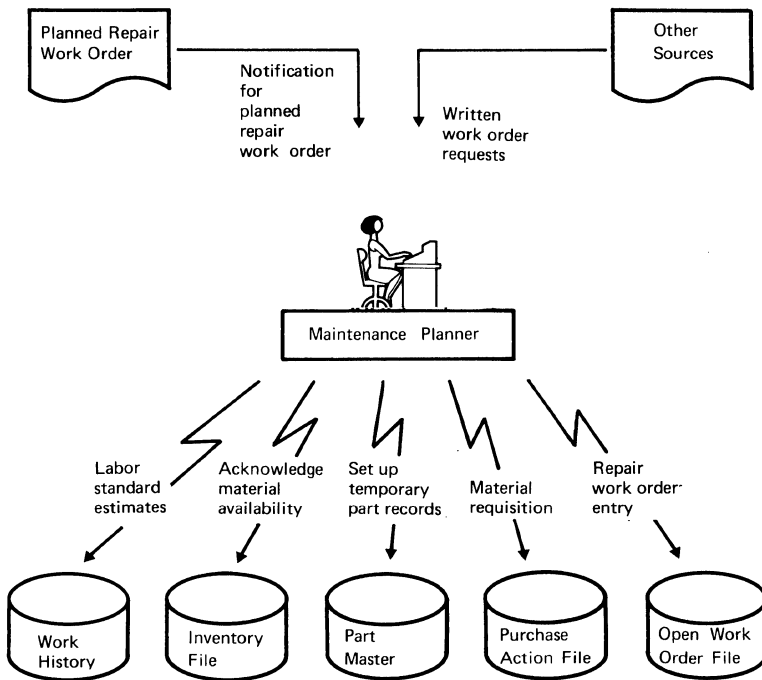 Planned Repair
Work Order
Other
Sources
Notification
for
planned
repair
work order
Written
work order
requests
Maintenance Planner
Labor
standard
estimates
Acknowledge
material
availability
Set up
temporary
part records
Material
requisition
Repair
work order
entry
Work
History
Inventory
File
Part
Master
Purchase
Action File
Open Work
Order File